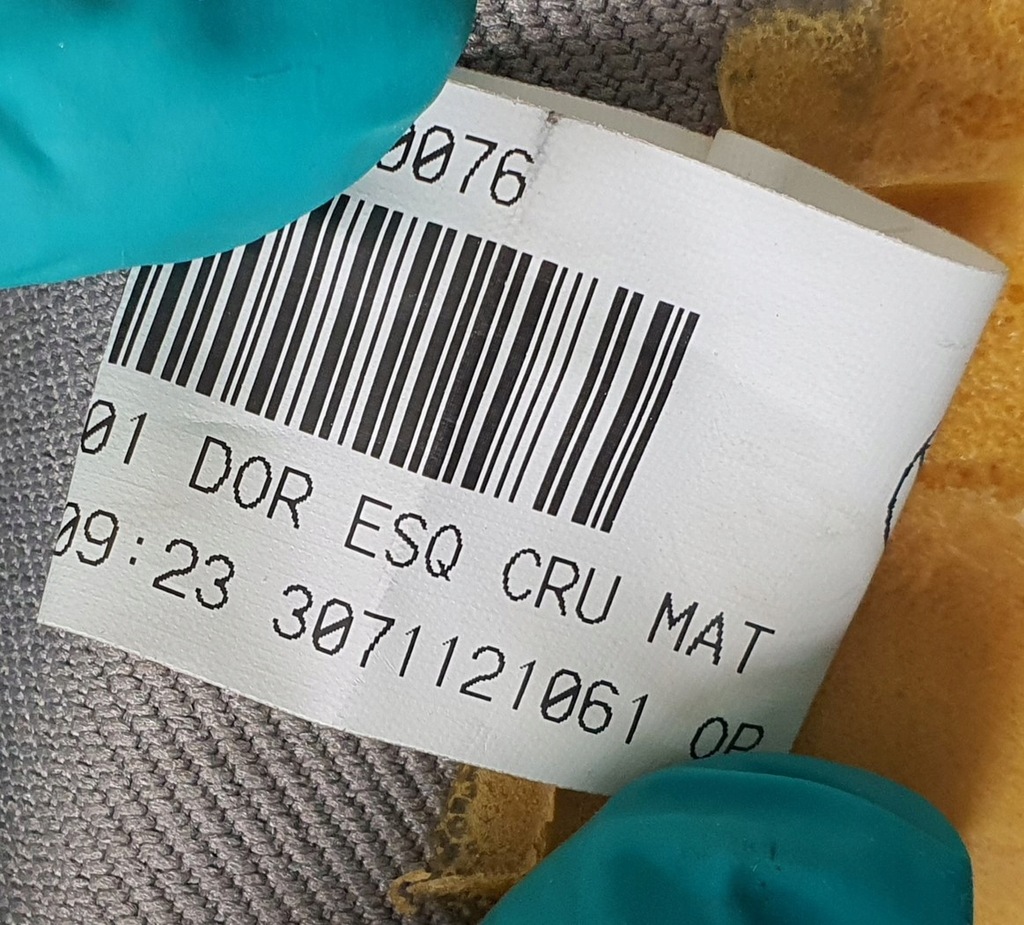 0076
01 DOR ESQ CRU MAT
09:23 3071121061 OP